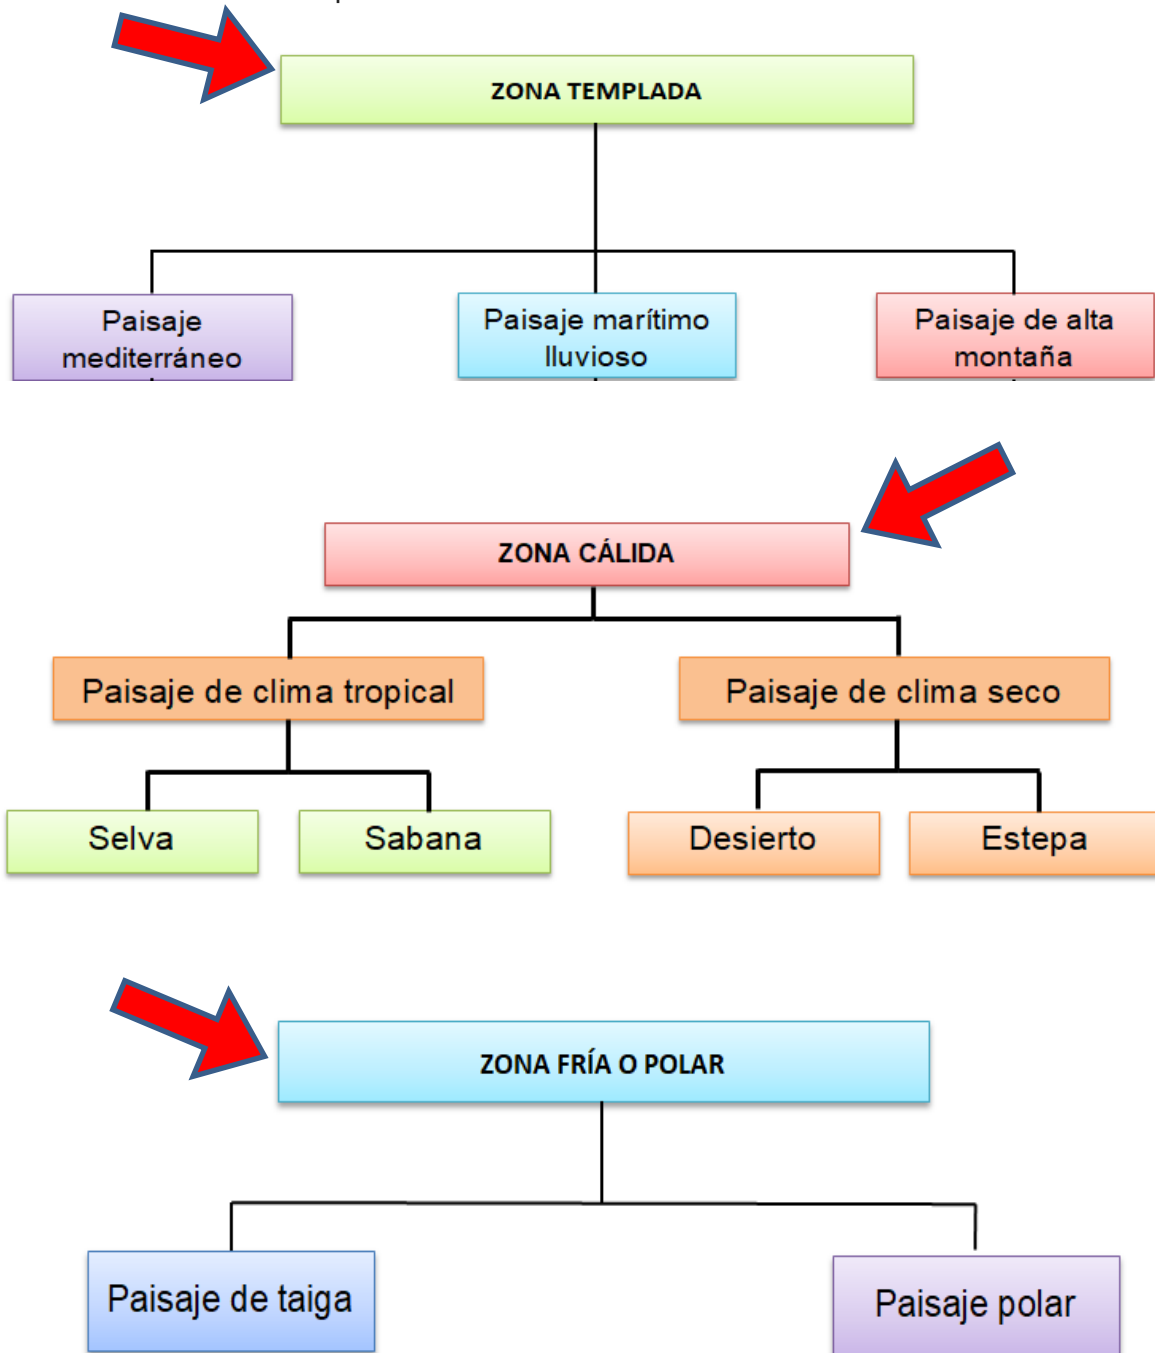 ZONA TEMPLADA
Paisaje
mediterráneo
Paisaje marítimo
lluvioso
Paisaje de alta
montaña
ZONA CÁLIDA
Paisaje de clima tropical
Paisaje de clima seco
Selva
Sabana
Desierto
Estepa
ZONA FRÍA O POLAR
Paisaje de taiga
Paisaje polar